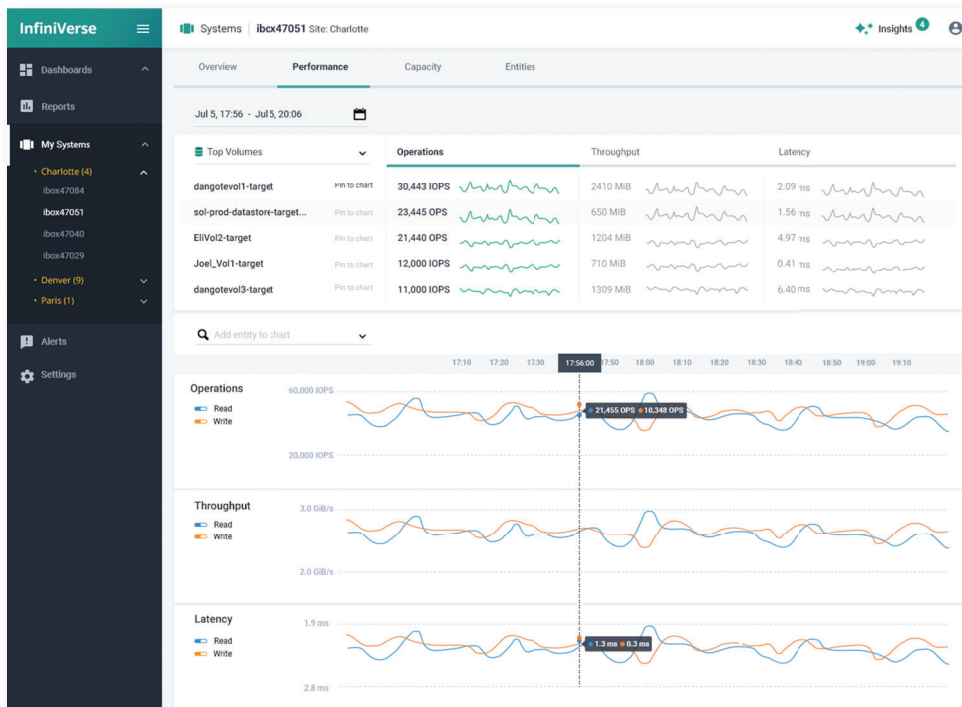 InfiniVerse
Systems | ibcx47051 Site: Charlotte
Insights 4
Dashboards
Reports
My Systems
• Charlotte (4)
ibox47084
ibox47051
ibox47040
ibox47029
• Denver (9)
• Paris (1)
Alerts
Settings
Overview Performance Capacity Entities
Jul 5, 17:56 - Jul 5, 20:06
Top Volumes Operations Throughput Latency
dangotevol1-target Pin to chart 30,443 IOPS 2410 MiB 2.09 ms
sol-prod-datastore-target... Pin to chart 23,445 OPS 650 MiB 1.56 ms
EliVol2-target Pin to chart 21,440 OPS 1204 MiB 4.97 ms
Joel_Vol1-target Pin to chart 12,000 IOPS 710 MiB 0.41 ms
dangotevol3-target Pin to chart 11,000 IOPS 1309 MiB 6.40 ms
Add entity to chart
17:10 17:20 17:30 17:56:00 17:50 18:00 18:10 18:20 18:30 18:40 18:50 19:00 19:10
Operations
60,000 IOPS
Read
Write
21,455 OPS 10,348 OPS
20,000 IOPS
Throughput
3.0 GiB/s
Read
Write
2.0 GiB/s
Latency
1.9 ms
Read
Write
1.3 ms 0.3 ms
2.8 ms